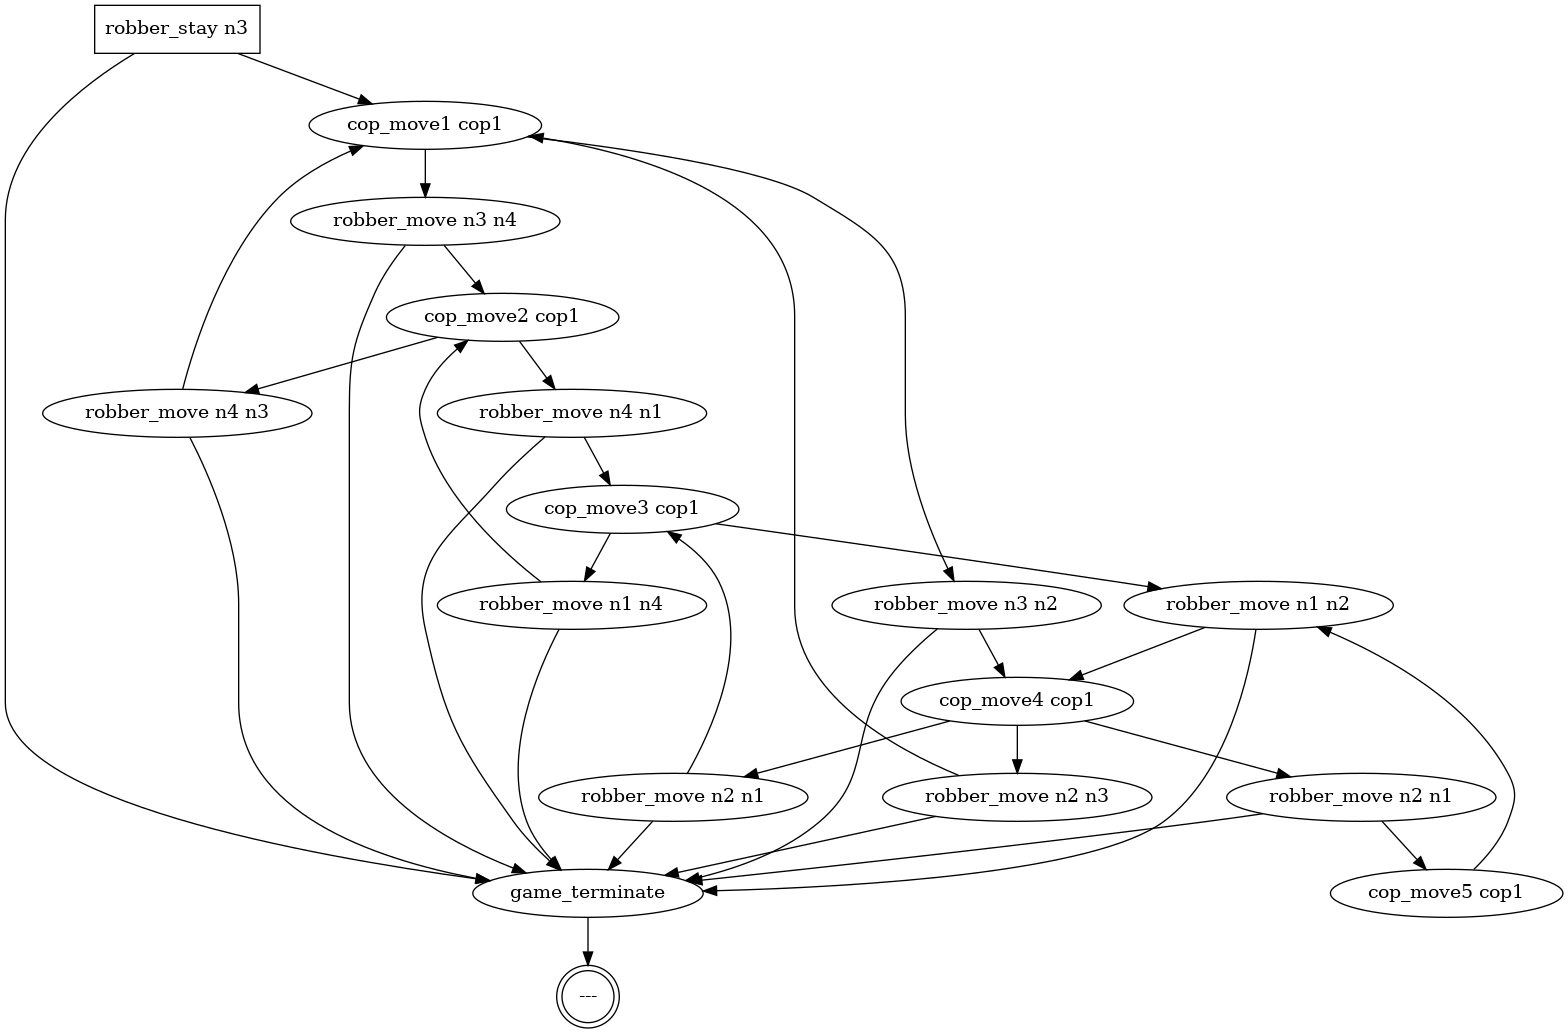 robber_stay n3
cop_move1 cop1
robber_move n3 n4
cop_move2 cop1
robber_move n4 n3
robber_move n4 n1
cop_move3 cop1
robber_move n1 n4
robber_move n3 n2
robber_move n1 n2
cop_move4 cop1
robber_move n2 n1
robber_move n2 n3
robber_move n2 n1
game_terminate
cop_move5 cop1
---